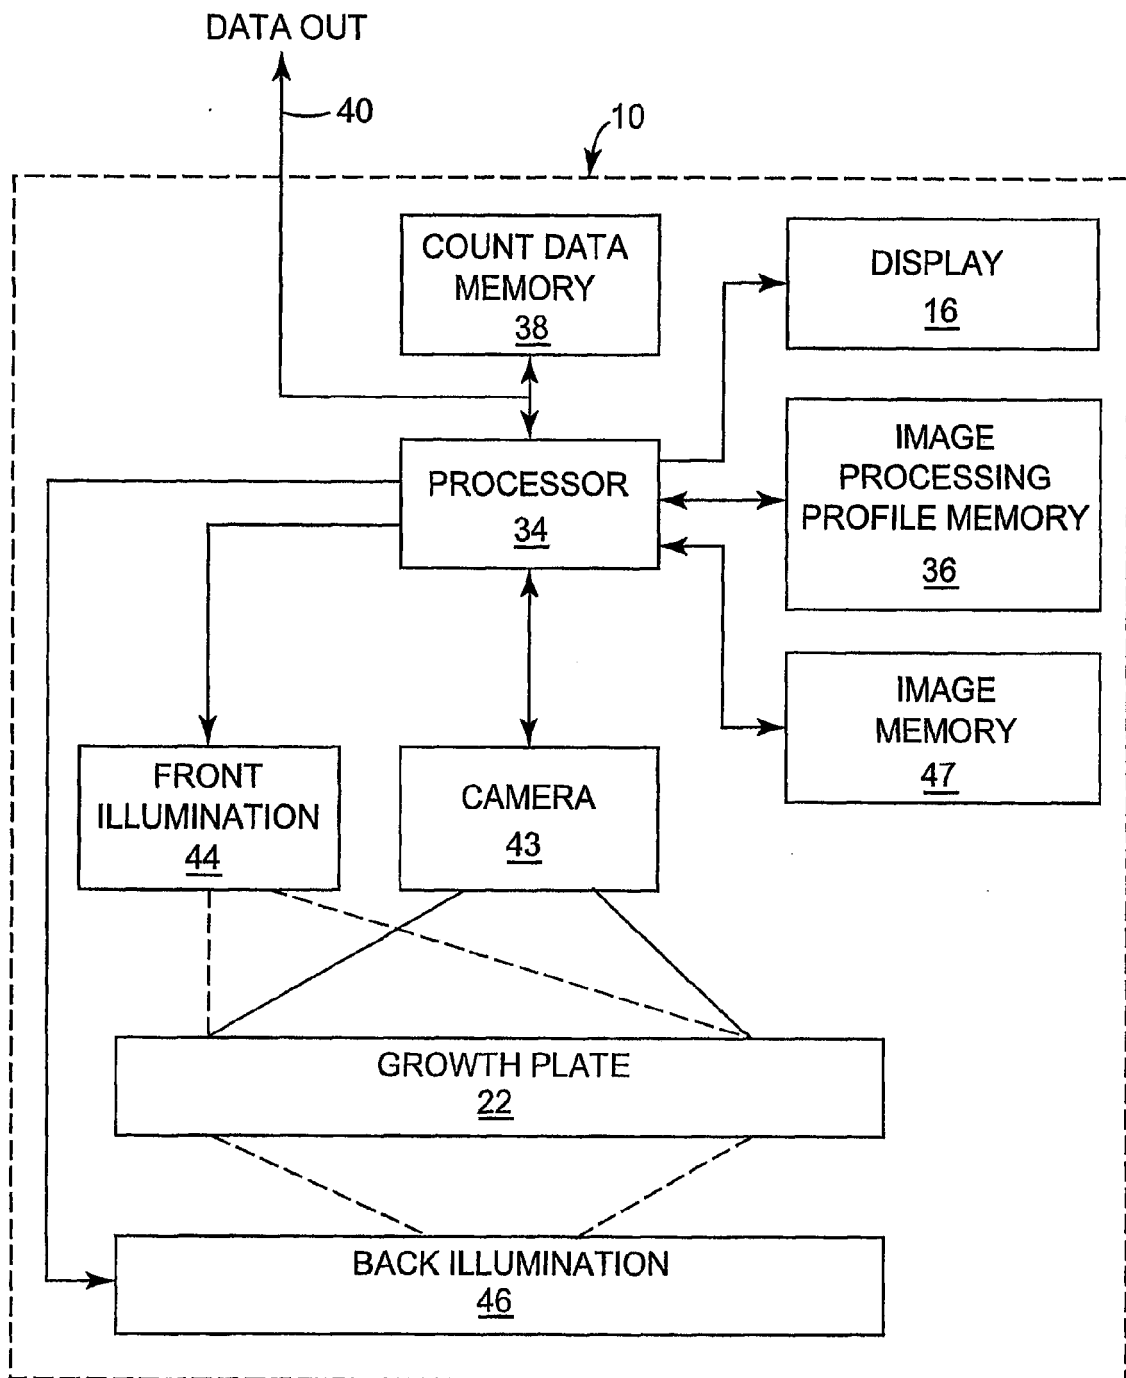 DATA OUT
40
10
COUNT DATA
MEMORY
38
DISPLAY
16
PROCESSOR
34
IMAGE
PROCESSING
PROFILE MEMORY
36
IMAGE
MEMORY
47
FRONT
ILLUMINATION
44
CAMERA
43
GROWTH PLATE
22
BACK ILLUMINATION
46